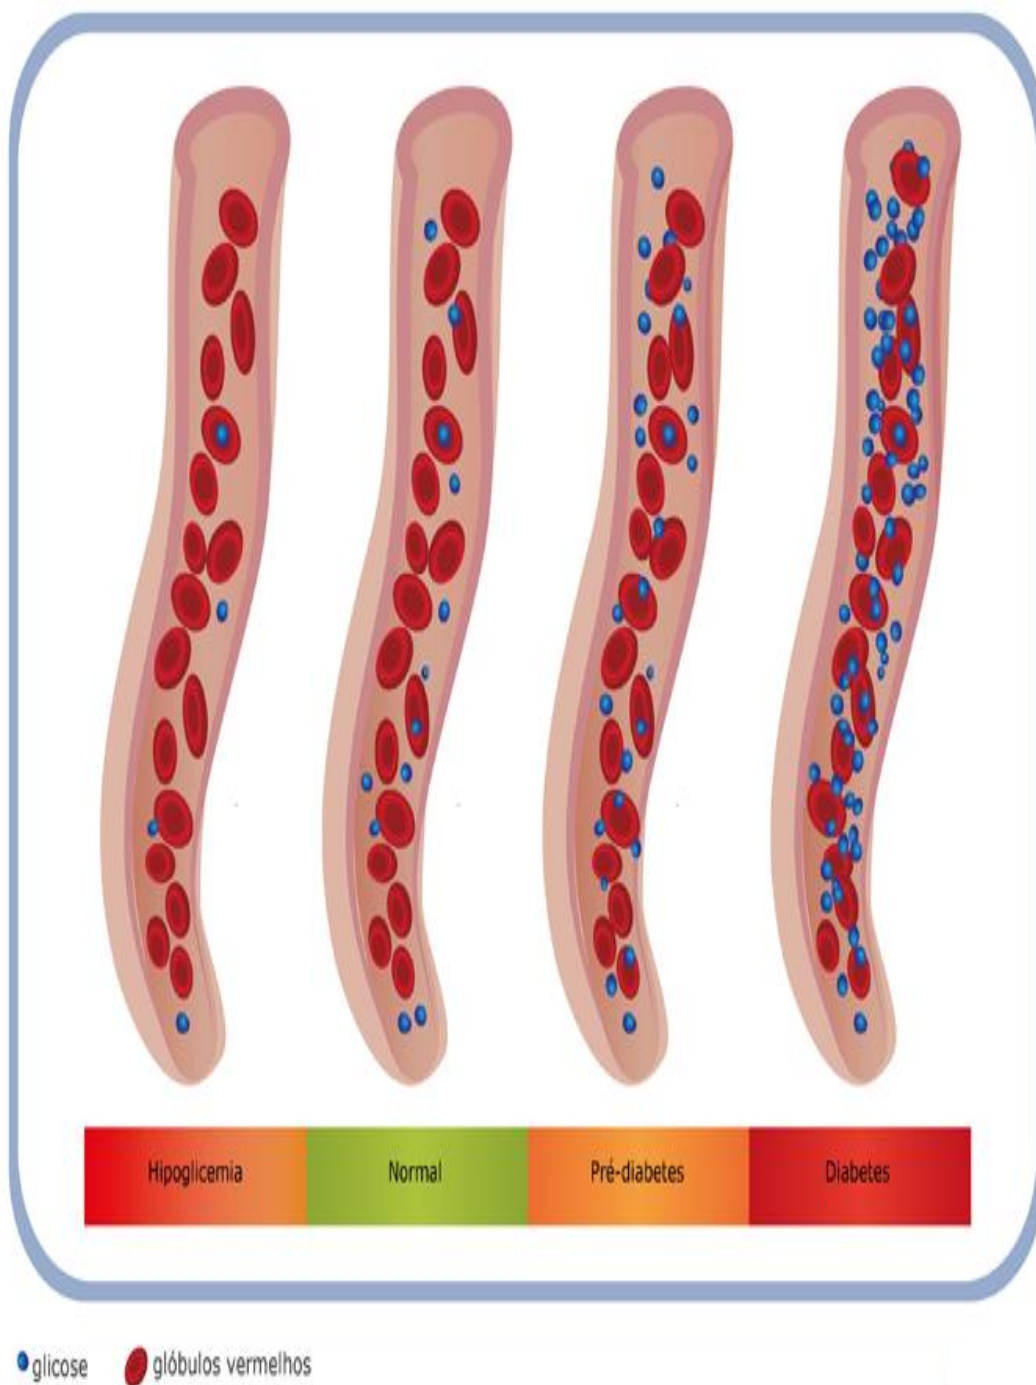 Hipoglicemia
Normal
Pré-diabetes
Diabetes
glicose
glóbulos vermelhos